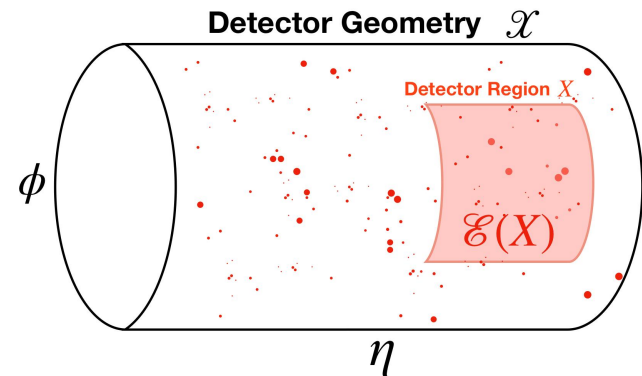 Detector Geometry 𝒳
Detector Region X
ϕ
ℰ(X)
η